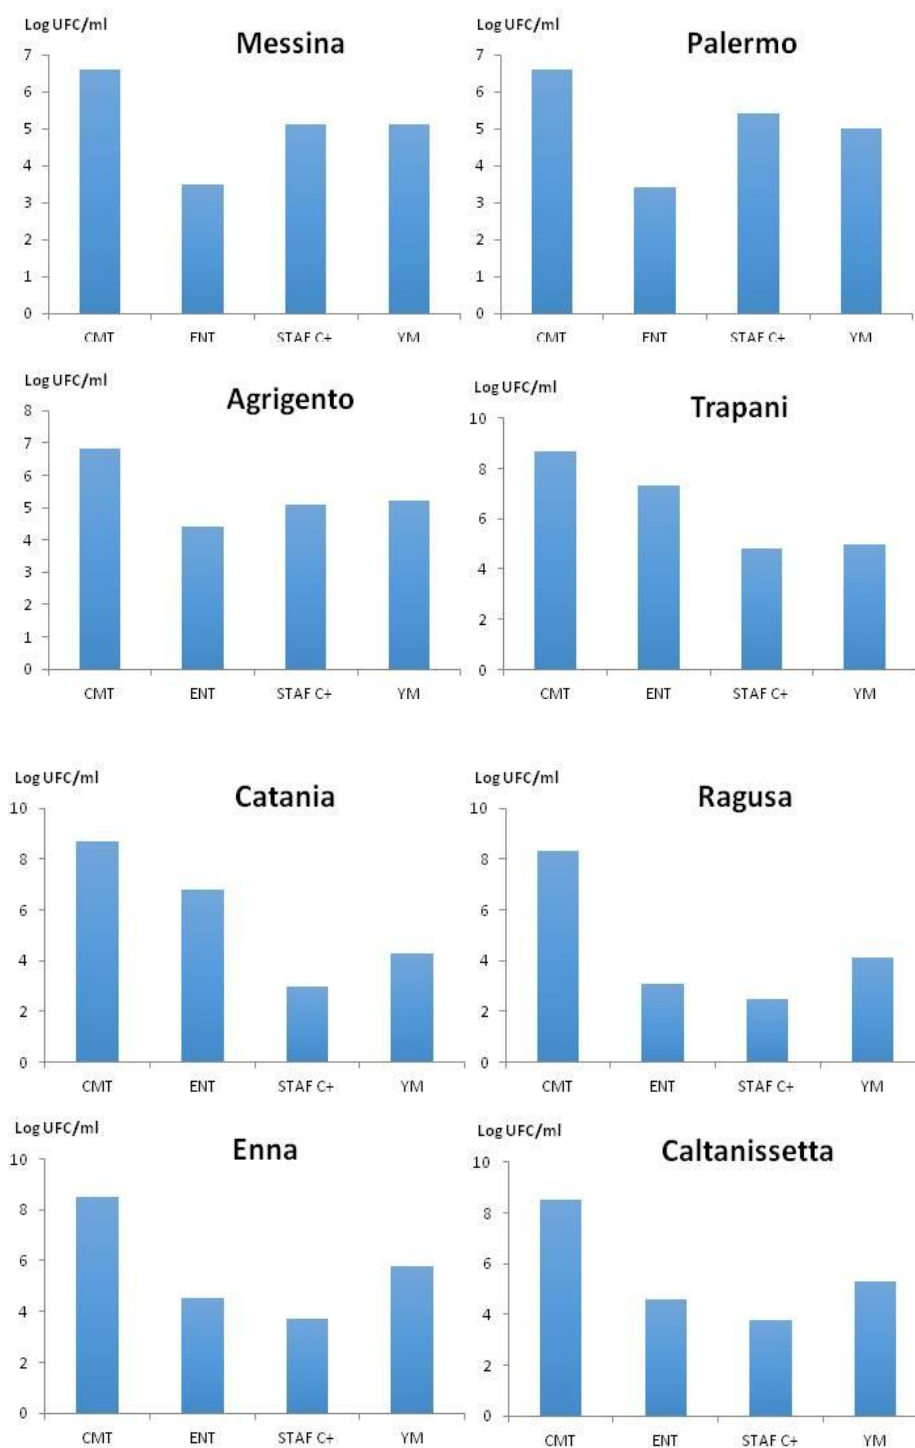 Log UFC/ml
Messina
7
6
5
4
3
2
1
0
CMT ENT STAF C+ YM
Palermo
7
6
5
4
3
2
1
0
CMT ENT STAF C+ YM
Log UFC/ml
Agrigento
8
7
6
5
4
3
2
1
0
CMT ENT STAF C+ YM
Log UFC/ml
Trapani
10
8
6
4
2
0
CMT ENT STAF C+ YM
Log UFC/ml
Catania
10
8
6
4
2
0
CMT ENT STAF C+ YM
Log UFC/ml
Ragusa
10
8
6
4
2
0
CMT ENT STAF C+ YM
Log UFC/ml
Enna
10
8
6
4
2
0
CMT ENT STAF C+ YM
Log UFC/ml
Caltanissetta
10
8
6
4
2
0
CMT ENT STAF C+ YM
Log UFC/ml